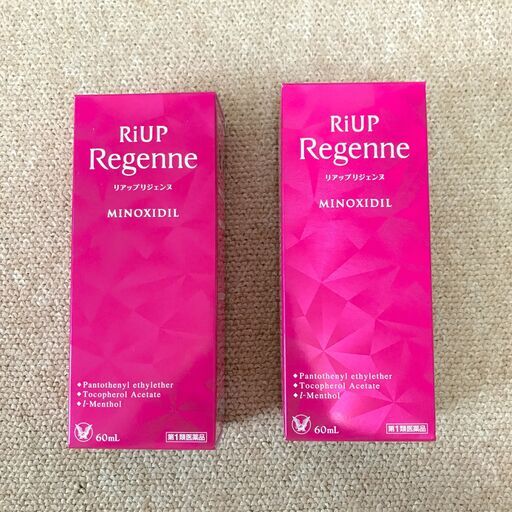 RiUP
Regenne
リアップリジェンヌ
MINOXIDIL
◆Pantothenyl ethylether
◆Tocopherol Acetate
◆l-Menthol
60mL
第1類医薬品
RiUP
Regenne
リアップリジェンヌ
MINOXIDIL
◆Pantothenyl ethylether
◆Tocopherol Acetate
◆l-Menthol
60mL
第1類医薬品